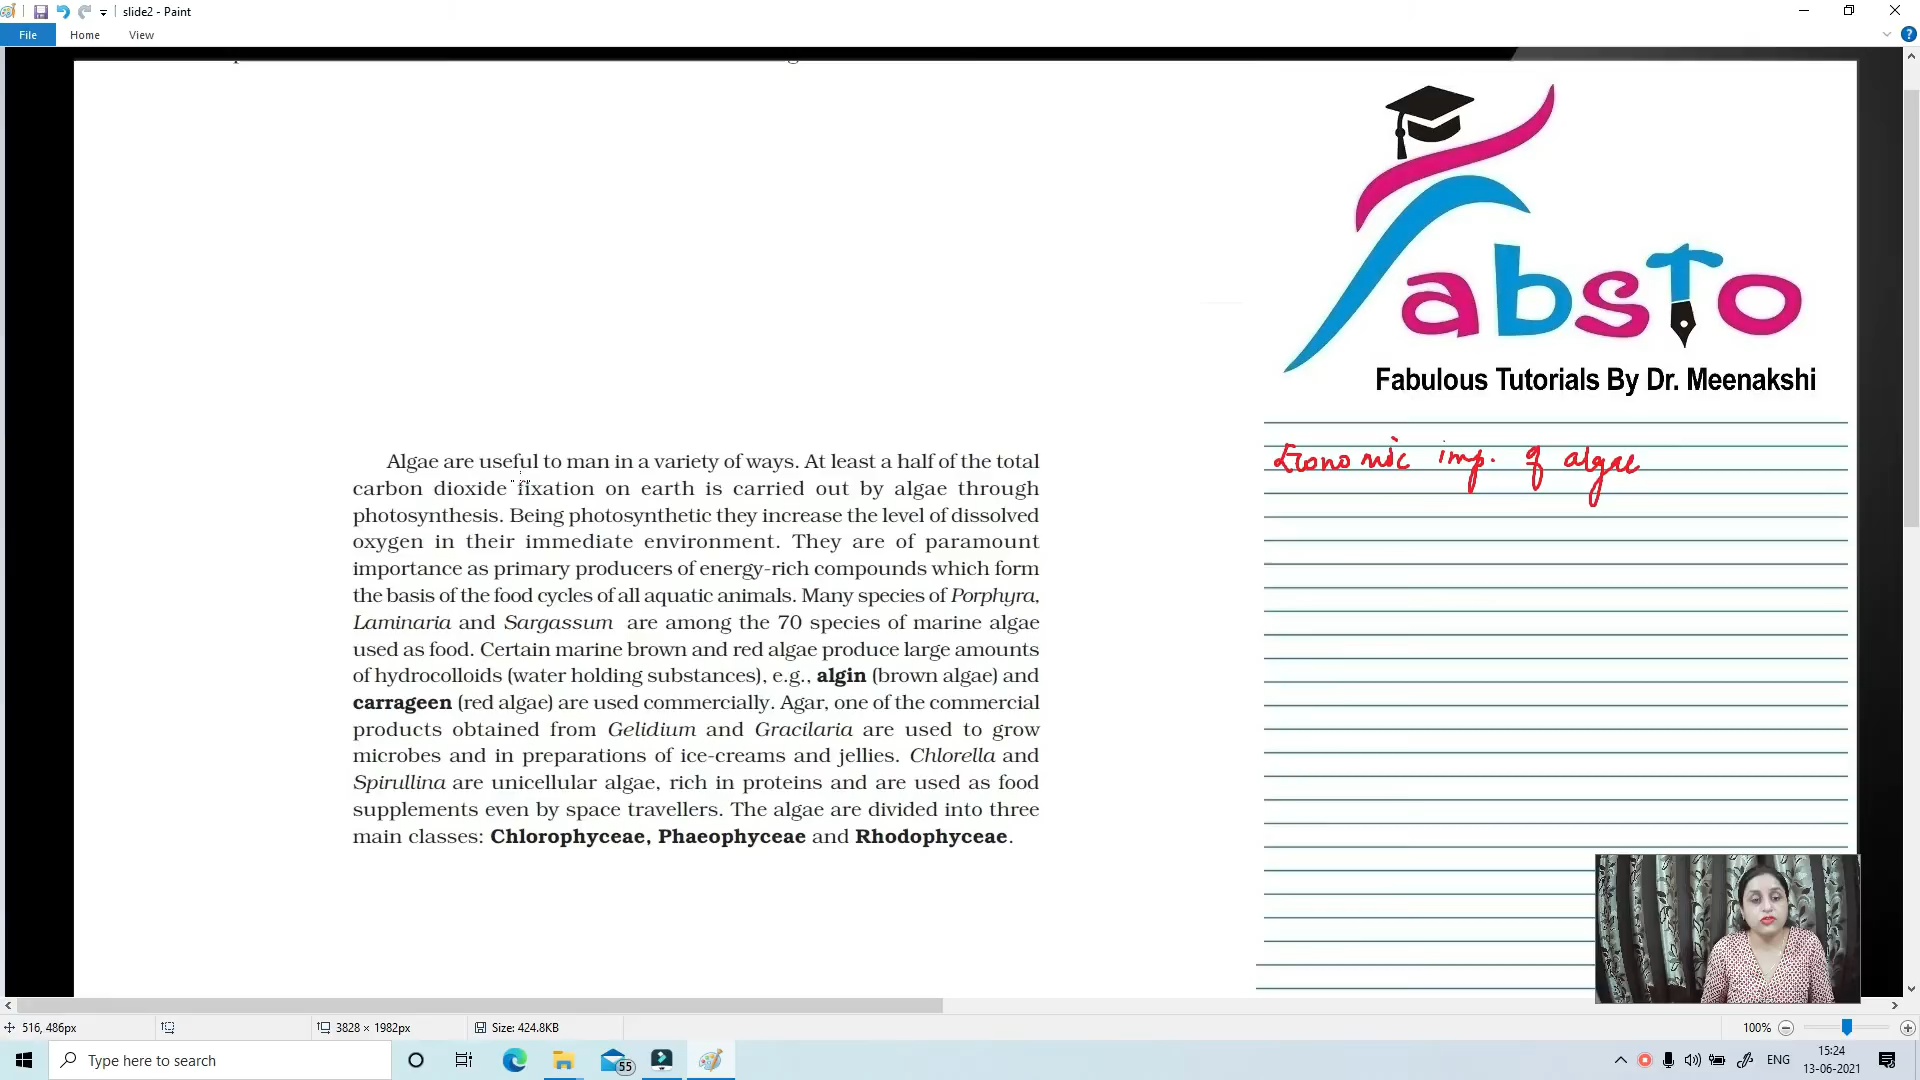 slide2 - Paint
File Home View
absTo
Fabulous Tutorials By Dr. Meenakshi
Economic imp. of algae
Algae are useful to man in a variety of ways. At least a half of the total
carbon dioxide fixation on earth is carried out by algae through
photosynthesis. Being photosynthetic they increase the level of dissolved
oxygen in their immediate environment. They are of paramount
importance as primary producers of energy-rich compounds which form
the basis of the food cycles of all aquatic animals. Many species of Porphyra,
Laminaria and Sargassum are among the 70 species of marine algae
used as food. Certain marine brown and red algae produce large amounts
of hydrocolloids (water holding substances), e.g., algin (brown algae) and
carrageen (red algae) are used commercially. Agar, one of the commercial
products obtained from Gelidium and Gracilaria are used to grow
microbes and in preparations of ice-creams and jellies. Chlorella and
Spirullina are unicellular algae, rich in proteins and are used as food
supplements even by space travellers. The algae are divided into three
main classes: Chlorophyceae, Phaeophyceae and Rhodophyceae.
516, 486px 3828 × 1982px Size: 424.8KB 100%
Type here to search 55 ENG 15:24
13-06-2021